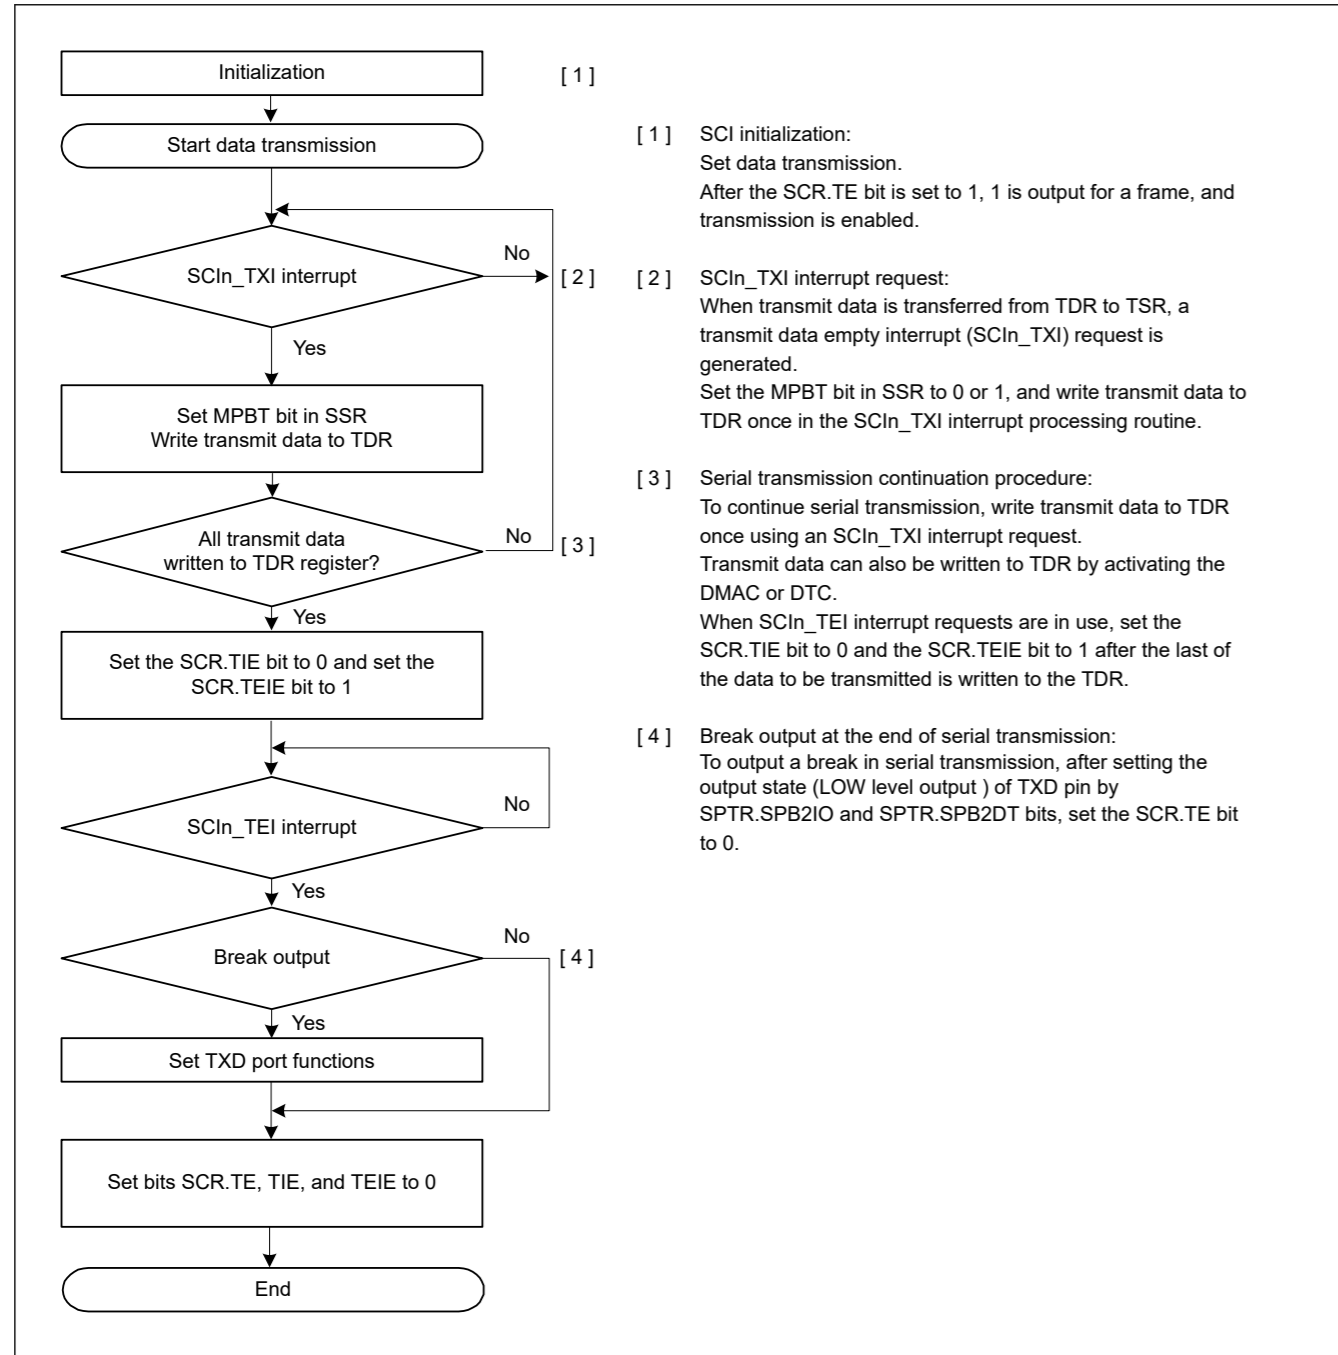 Initialization
[ 1 ]
Start data transmission
SCIn_TXI interrupt
No
[ 2 ]
Yes
Set MPBT bit in SSR
Write transmit data to TDR
All transmit data
written to TDR register?
No
[ 3 ]
Yes
Set the SCR.TIE bit to 0 and set the
SCR.TEIE bit to 1
SCIn_TEI interrupt
No
Yes
Break output
No
[ 4 ]
Yes
Set TXD port functions
Set bits SCR.TE, TIE, and TEIE to 0
End
[ 1 ] SCI initialization:
Set data transmission.
After the SCR.TE bit is set to 1, 1 is output for a frame, and
transmission is enabled.
[ 2 ] SCIn_TXI interrupt request:
When transmit data is transferred from TDR to TSR, a
transmit data empty interrupt (SCIn_TXI) request is
generated.
Set the MPBT bit in SSR to 0 or 1, and write transmit data to
TDR once in the SCIn_TXI interrupt processing routine.
[ 3 ] Serial transmission continuation procedure:
To continue serial transmission, write transmit data to TDR
once using an SCIn_TXI interrupt request.
Transmit data can also be written to TDR by activating the
DMAC or DTC.
When SCIn_TEI interrupt requests are in use, set the
SCR.TIE bit to 0 and the SCR.TEIE bit to 1 after the last of
the data to be transmitted is written to the TDR.
[ 4 ] Break output at the end of serial transmission:
To output a break in serial transmission, after setting the
output state (LOW level output ) of TXD pin by
SPTR.SPB2IO and SPTR.SPB2DT bits, set the SCR.TE bit
to 0.